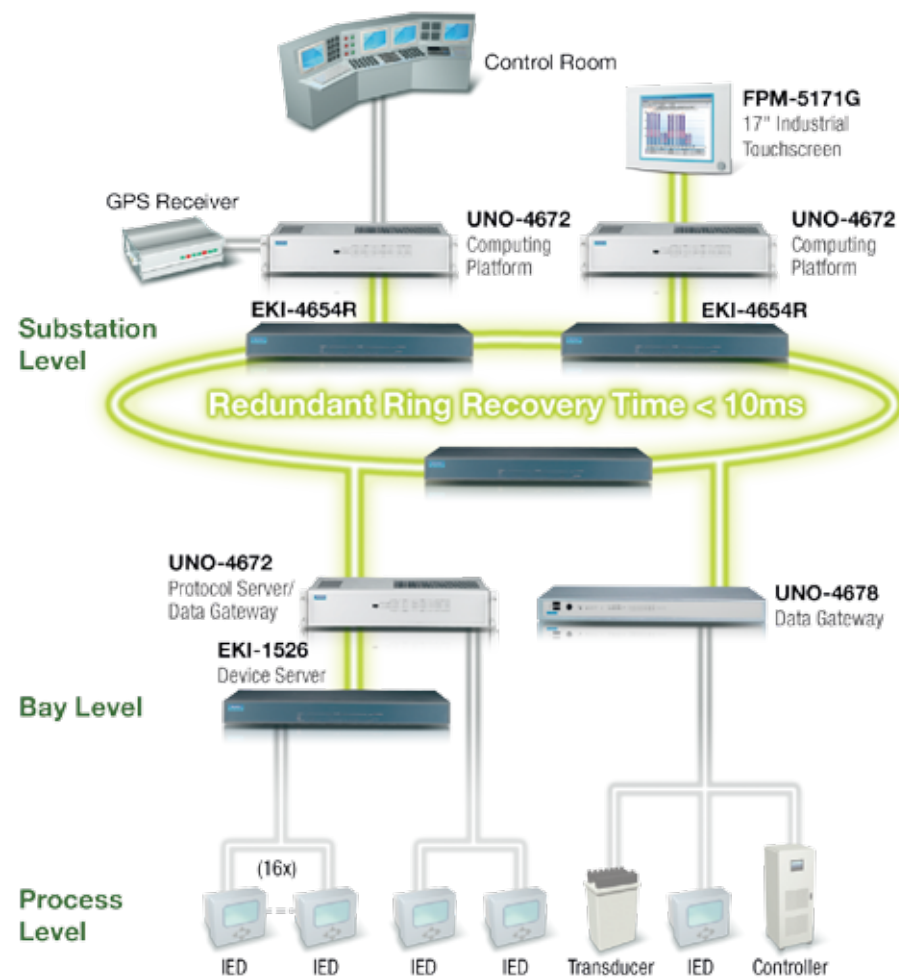 Control Room
FPM-5171G
17" Industrial
Touchscreen
GPS Receiver
UNO-4672
Computing
Platform
UNO-4672
Computing
Platform
EKI-4654R
EKI-4654R
Substation
Level
Redundant Ring Recovery Time < 10ms
UNO-4672
Protocol Server/
Data Gateway
UNO-4678
Data Gateway
EKI-1526
Device Server
Bay Level
(16x)
Process
Level
IED
IED
IED
IED
Transducer
IED
Controller